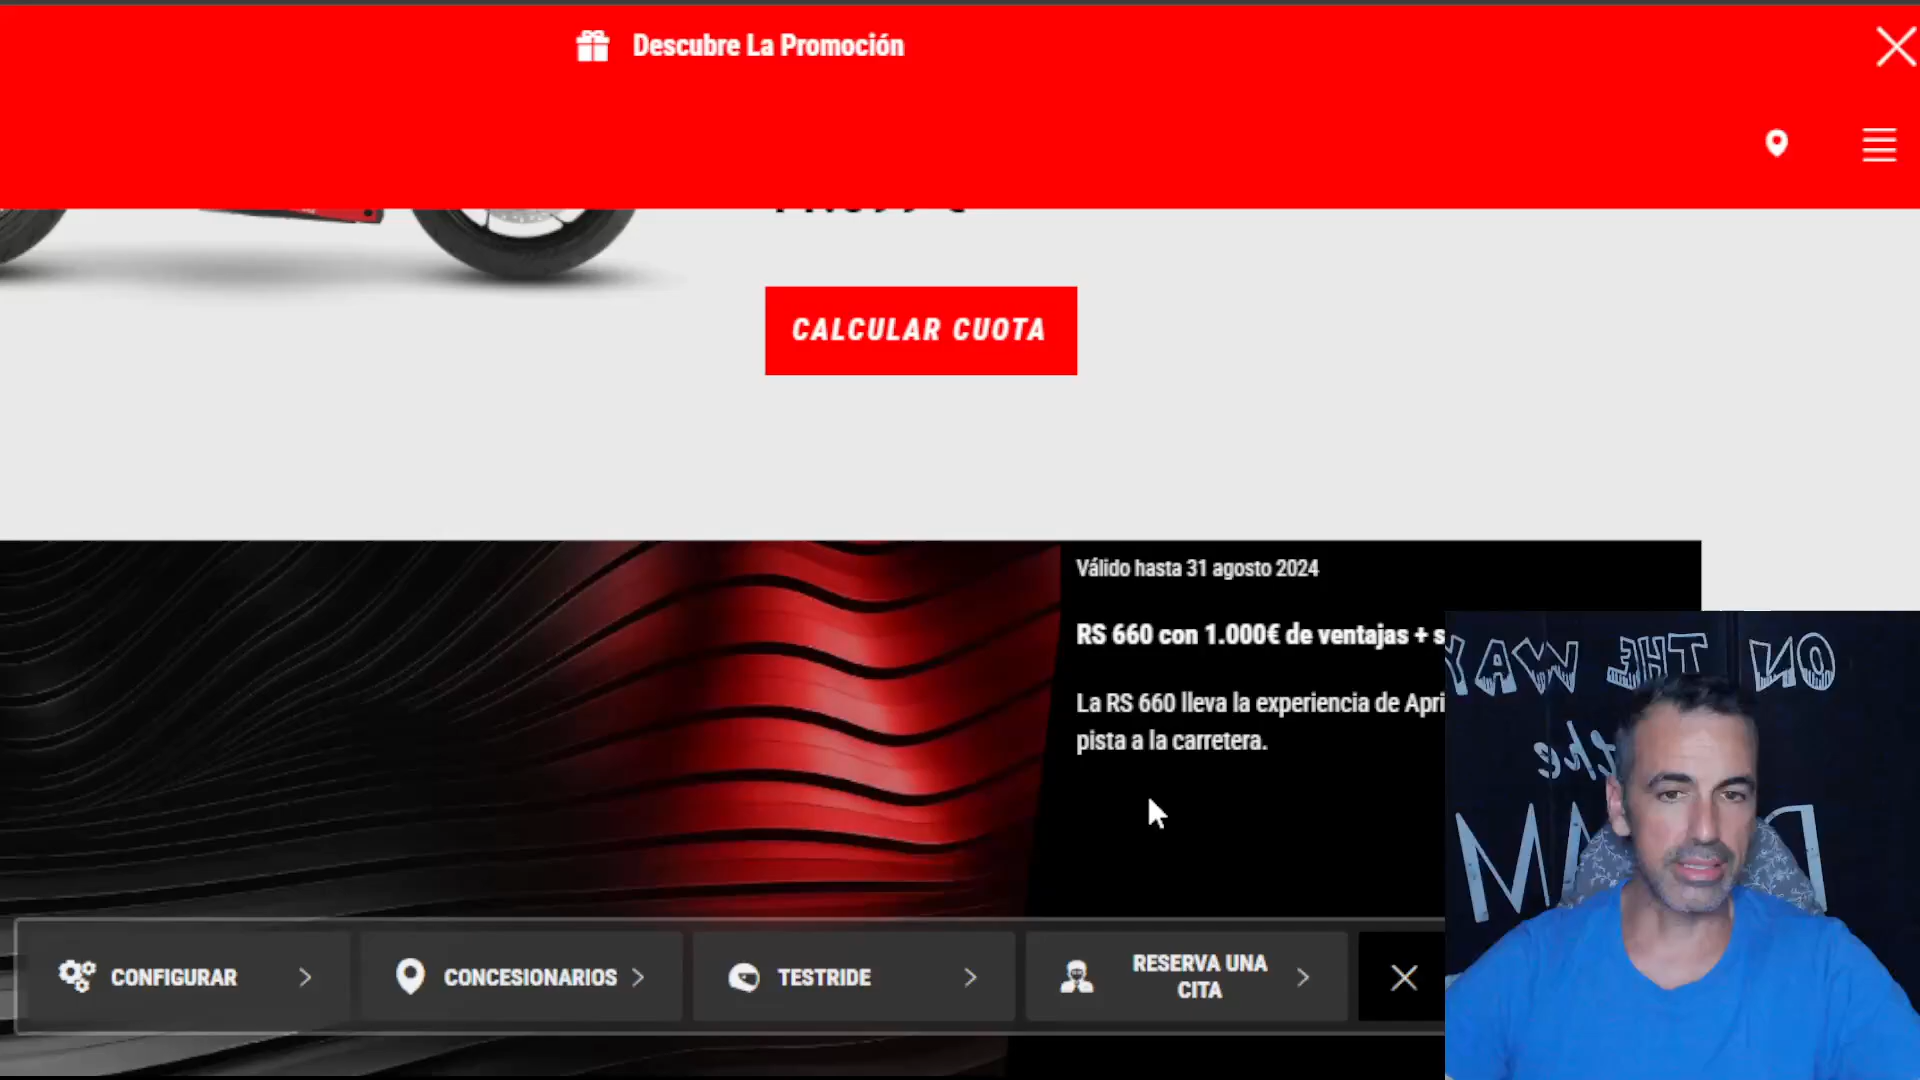 Descubre La Promoción
CALCULAR CUOTA
Válido hasta 31 agosto 2024
RS 660 con 1.000€ de ventajas + s
La RS 660 lleva la experiencia de Apri
pista a la carretera.
ON THE WAY
the
CONFIGURAR
CONCESIONARIOS
TESTRIDE
RESERVA UNA
CITA